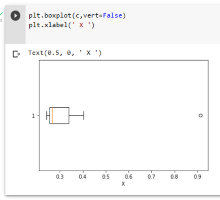 plt.boxplot(c,vert=False)
plt.xlabel(' X ')
Text(0.5, 0, ' X ')
1
0.3 0.4 0.5 0.6 0.7 0.8 0.9
X